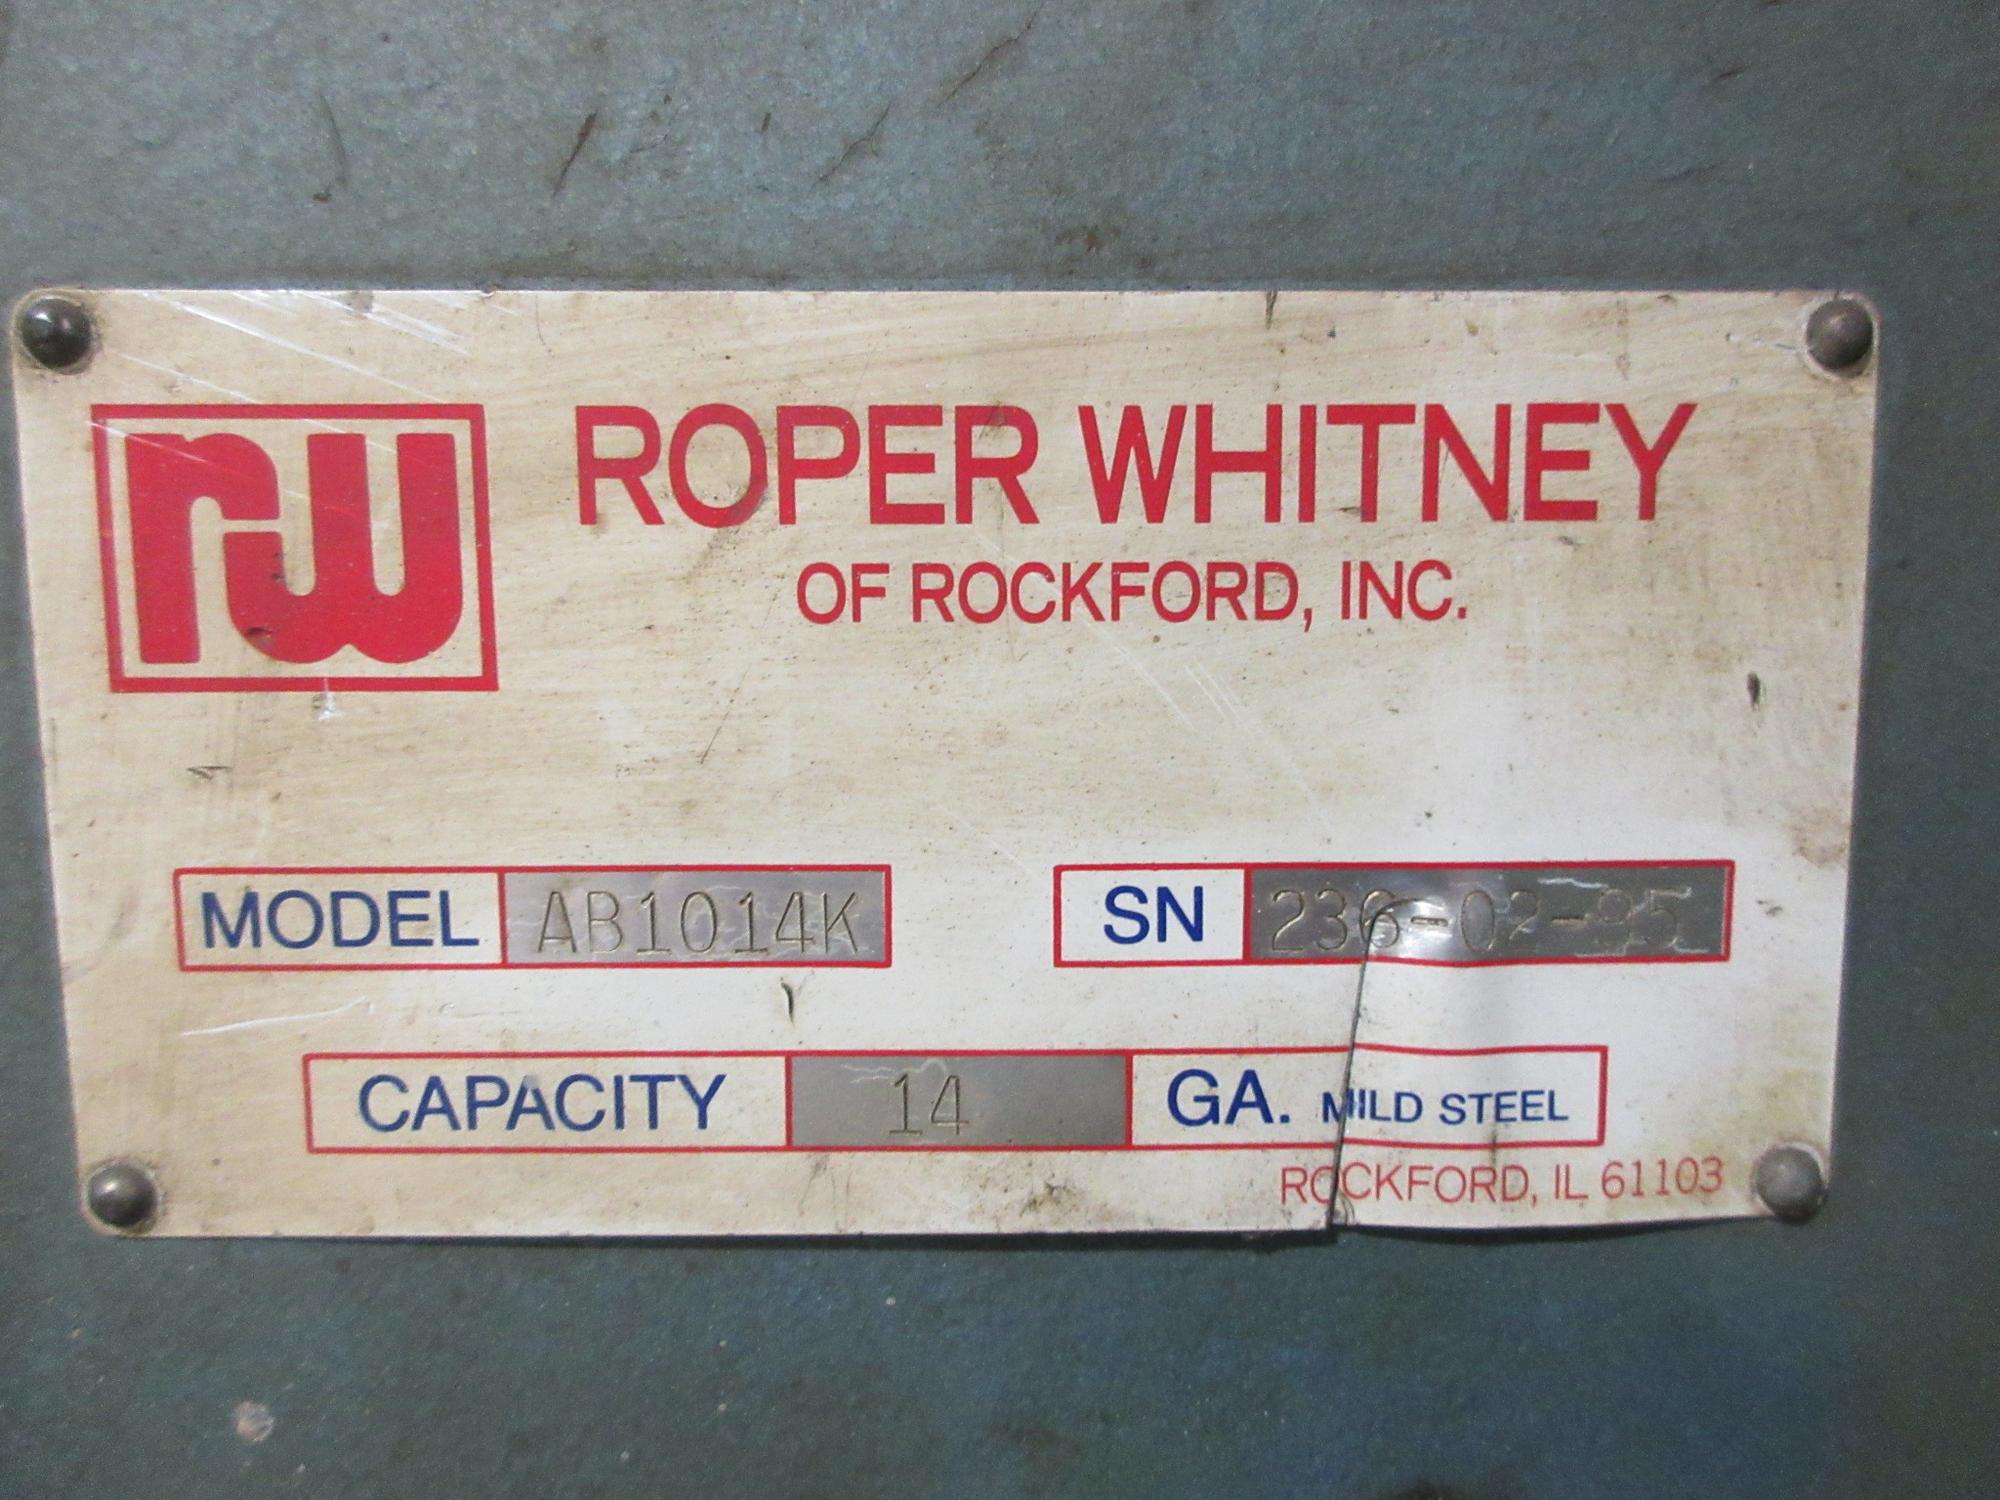 rw ROPER WHITNEY
OF ROCKFORD, INC.
MODEL AB1014K SN 236-02-95
CAPACITY 14 GA. MILD STEEL
ROCKFORD, IL 61103